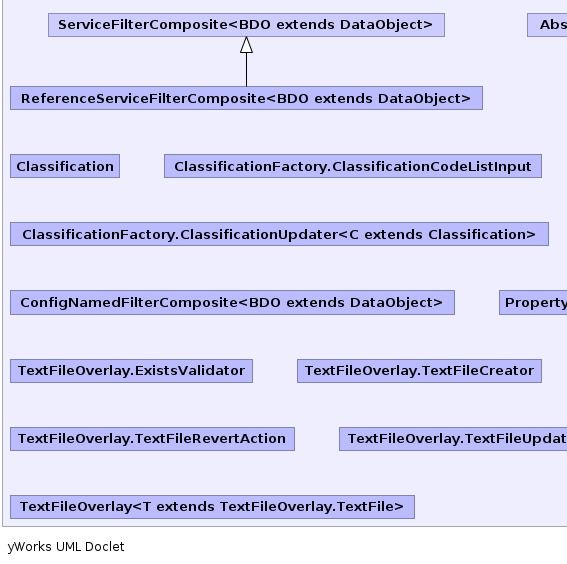 ServiceFilterComposite<BDO extends DataObject> Abs
ReferenceServiceFilterComposite<BDO extends DataObject>
Classification ClassificationFactory.ClassificationCodeListInput
ClassificationFactory.ClassificationUpdater<C extends Classification>
ConfigNamedFilterComposite<BDO extends DataObject> Property
TextFileOverlay.ExistsValidator TextFileOverlay.TextFileCreator
TextFileOverlay.TextFileRevertAction TextFileOverlay.TextFileUpdat
TextFileOverlay<T extends TextFileOverlay.TextFile>
yWorks UML Doclet